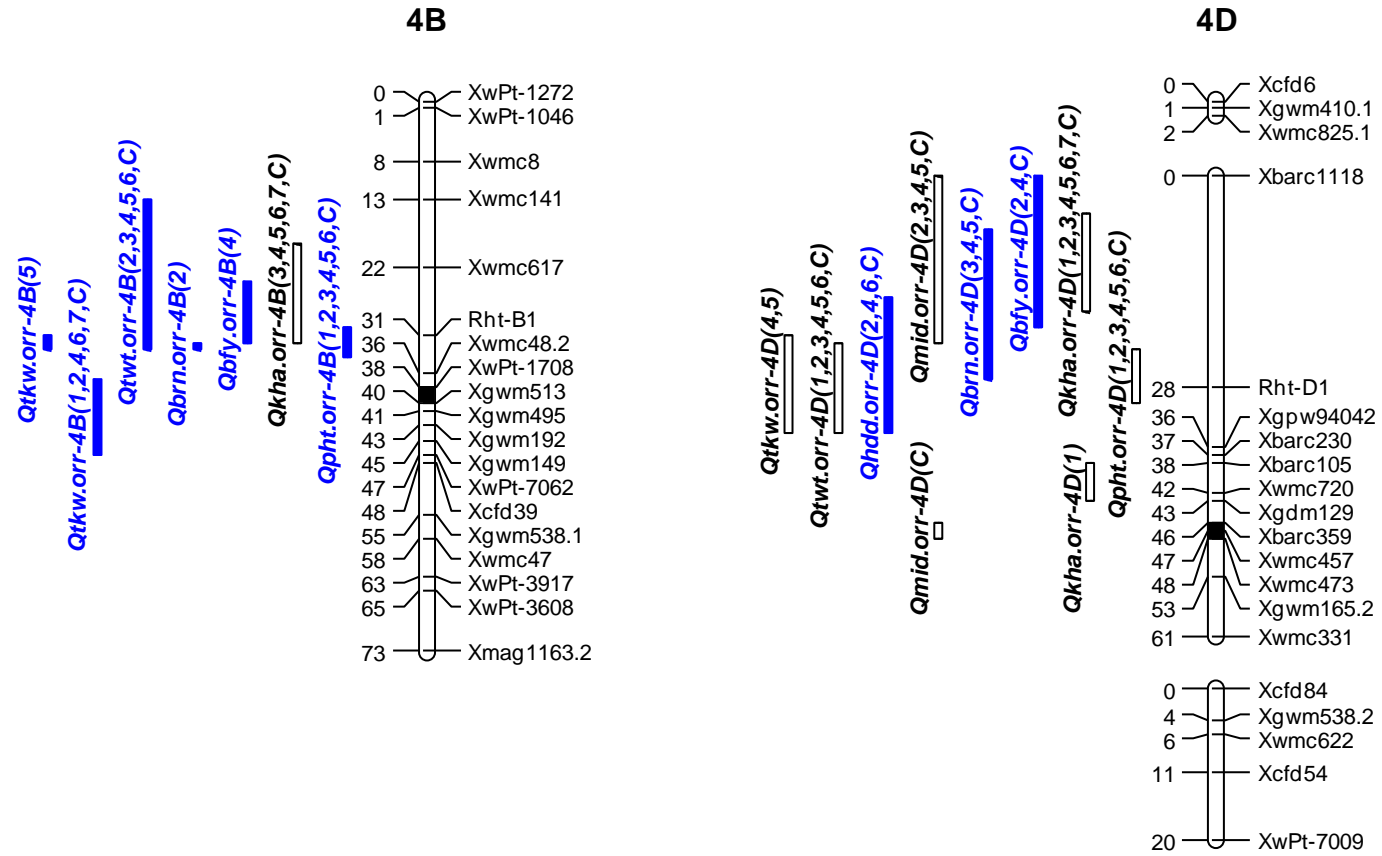 4B
Qtkw.orr-4B(5)
Qtkw.orr-4B(1,2,4,6,7,C)
Qtwt.orr-4B(2,3,4,5,6,C)
Qbrn.orr-4B(2)
Qbfy.orr-4B(4)
Qkha.orr-4B(3,4,5,6,7,C)
Qpht.orr-4B(1,2,3,4,5,6,C)
0 XwPt-1272
1 XwPt-1046
8 Xwmc8
13 Xwmc141
22 Xwmc617
31 Rht-B1
36 Xwmc48.2
38 XwPt-1708
40 Xgwm513
41 Xgwm495
43 Xgwm192
45 Xgwm149
47 XwPt-7062
48 Xcfd39
55 Xgwm538.1
58 Xwmc47
63 XwPt-3917
65 XwPt-3608
73 Xmag1163.2
4D
Qtkw.orr-4D(4,5)
Qtwt.orr-4D(1,2,3,4,5,6,C)
Qhdd.orr-4D(2,4,6,C)
Qmid.orr-4D(2,3,4,5,C)
Qmid.orr-4D(C)
Qbrn.orr-4D(3,4,5,C)
Qbfy.orr-4D(2,4,C)
Qkha.orr-4D(1,2,3,4,5,6,7,C)
Qkha.orr-4D(1)
Qpht.orr-4D(1,2,3,4,5,6,C)
0 Xcfd6
1 Xgwm410.1
2 Xwmc825.1
0 Xbarc1118
28 Rht-D1
36 Xgpw94042
37 Xbarc230
38 Xbarc105
42 Xwmc720
43 Xgdm129
46 Xbarc359
47 Xwmc457
48 Xwmc473
53 Xgwm165.2
61 Xwmc331
0 Xcfd84
4 Xgwm538.2
6 Xwmc622
11 Xcfd54
20 XwPt-7009